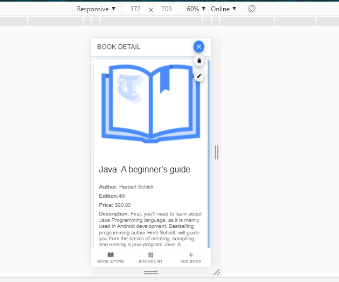 Responsive ▼ 372 × 708 60% ▼ Online ▼
BOOK DETAIL
Java: A beginner's guide
Author: Herbert Schildt
Edition:4th
Price: $60.80
Description: First, you'll need to learn about
Java Programming language, as it is mainly
used in Android development. Bestselling
programming author Herb Schildt, will guide
you from the basics of creating, compiling
and running a java program Java: A
BOOK STORE BOOKS LIST ADD BOOK